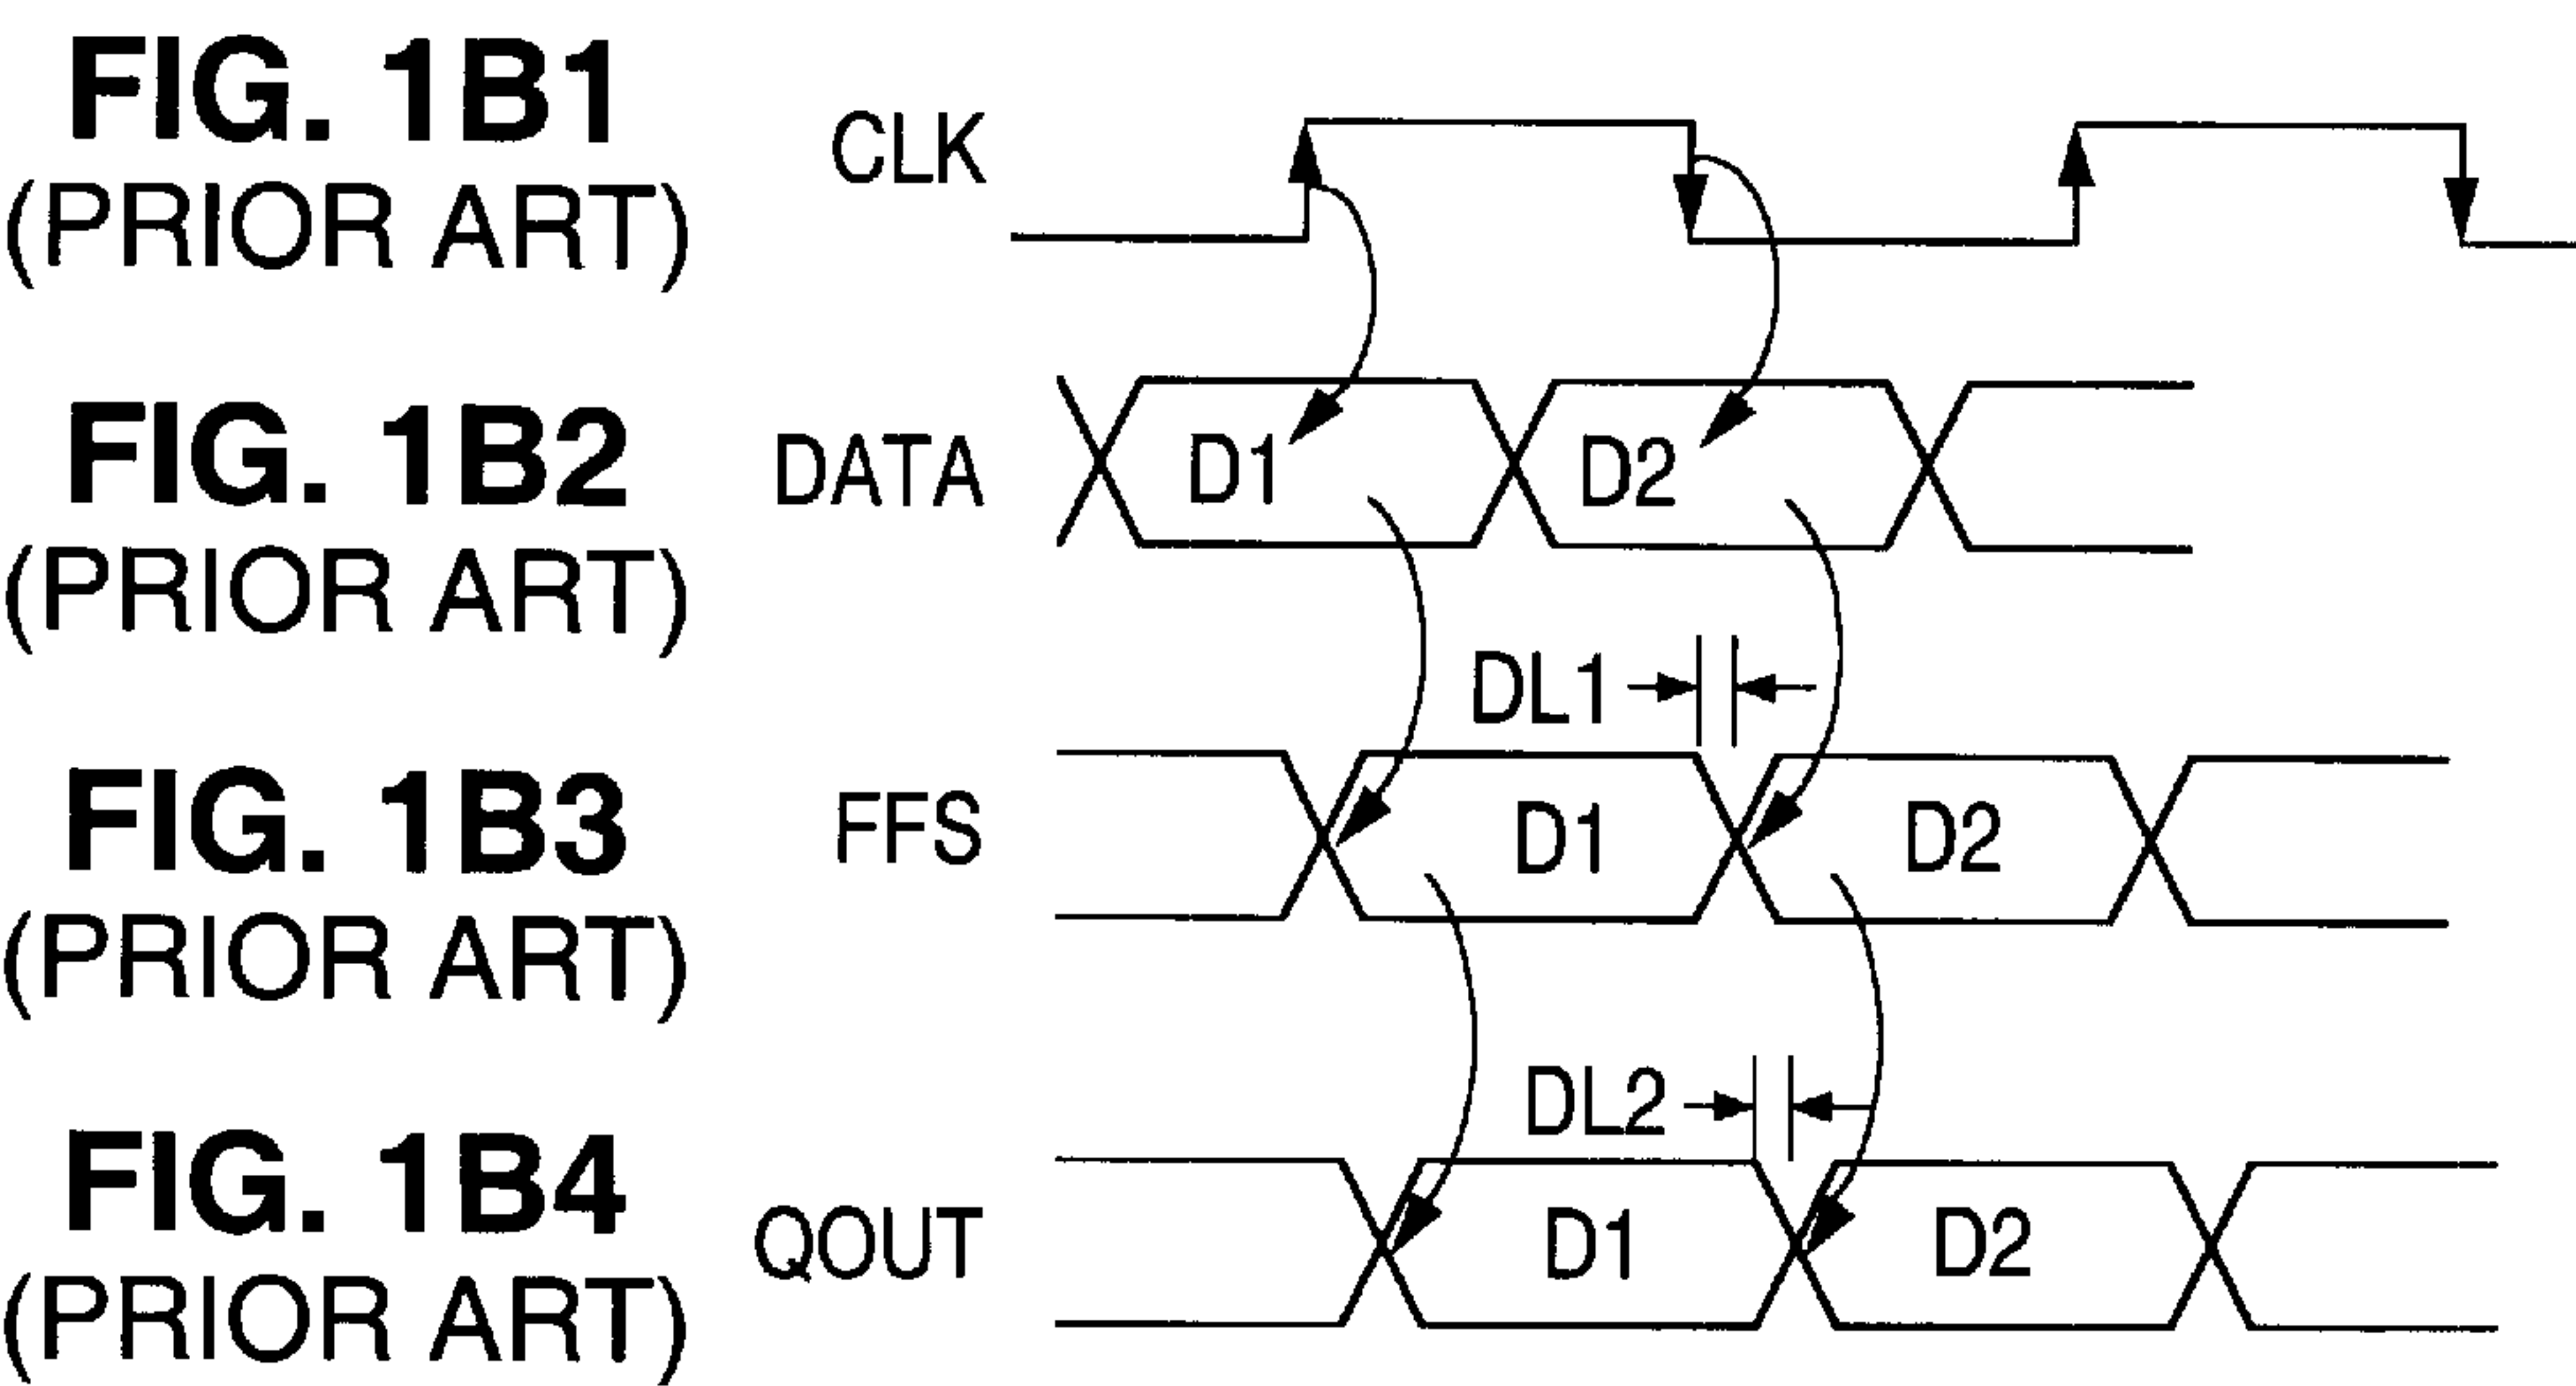 FIG. 1B1
(PRIOR ART)
CLK
FIG. 1B2
(PRIOR ART)
DATA
D1
D2
DL1
FIG. 1B3
(PRIOR ART)
FFS
D1
D2
DL2
FIG. 1B4
(PRIOR ART)
QOUT
D1
D2